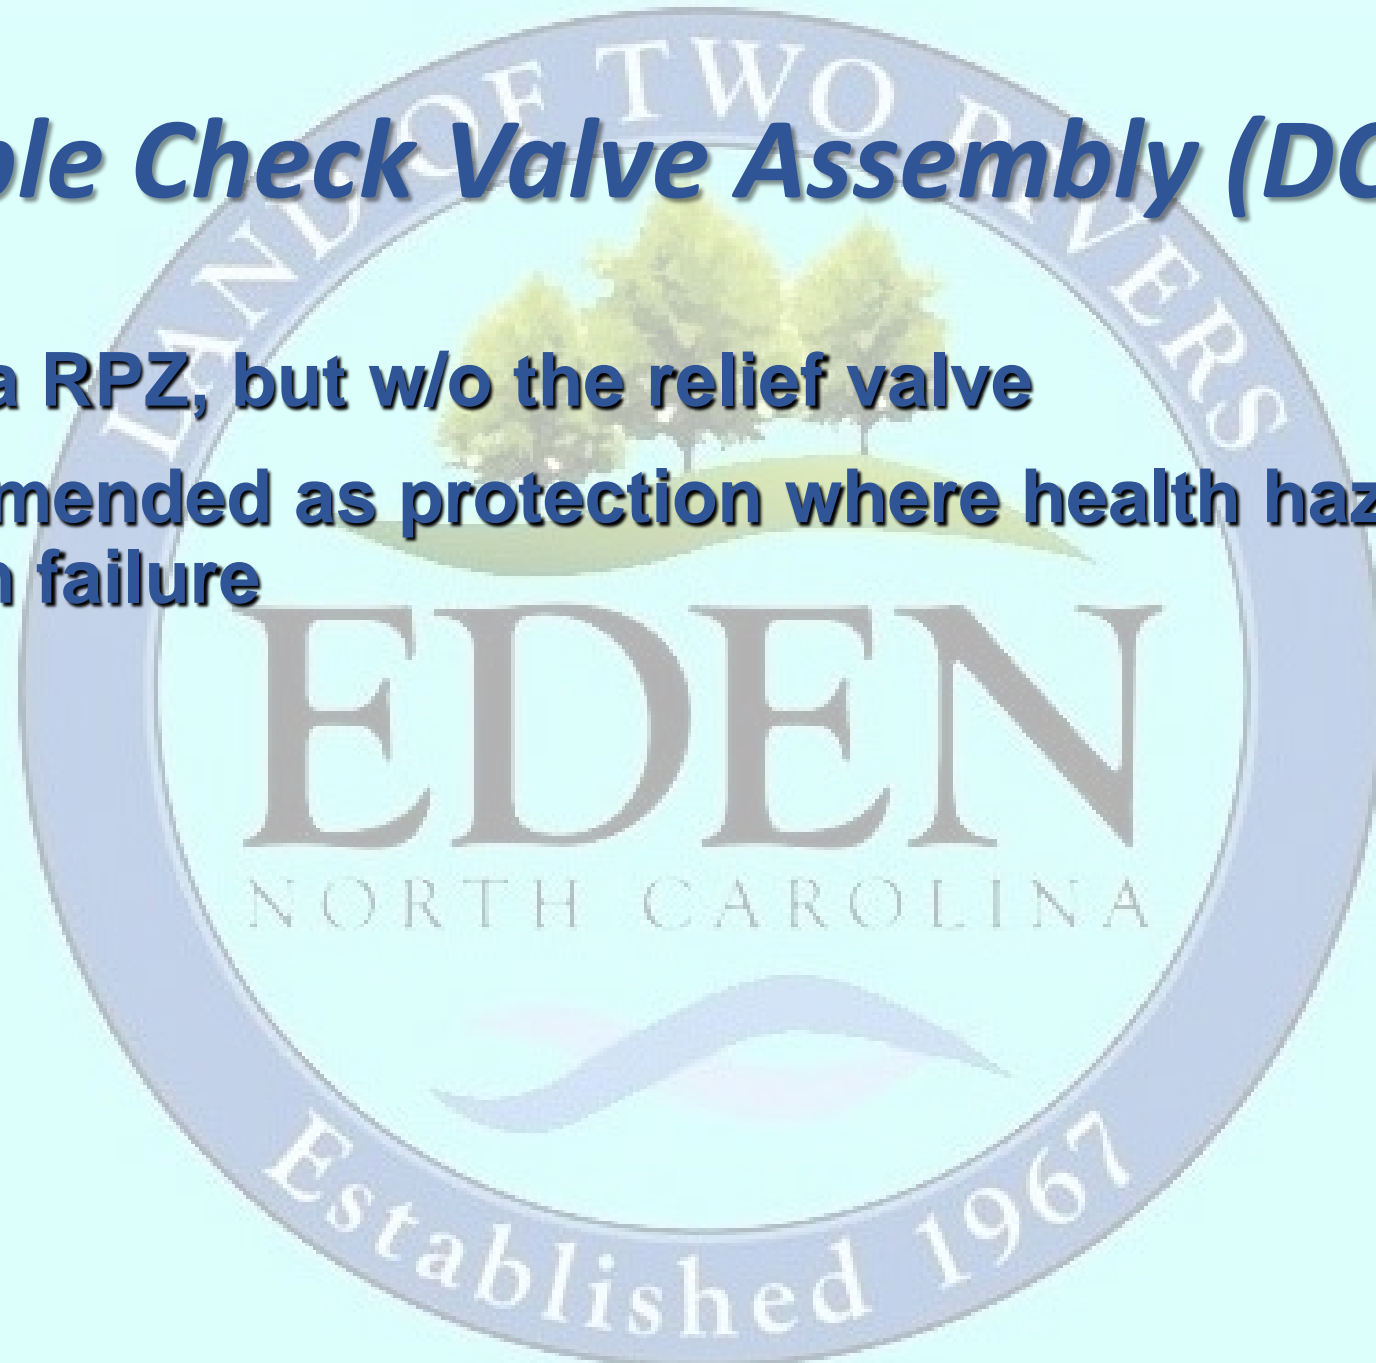 LAND OF TWO RIVERS
ble Check Valve Assembly (DC
a RPZ, but w/o the relief valve
mended as protection where health haz
n failure
EDEN
NORTH CAROLINA
Established 1967